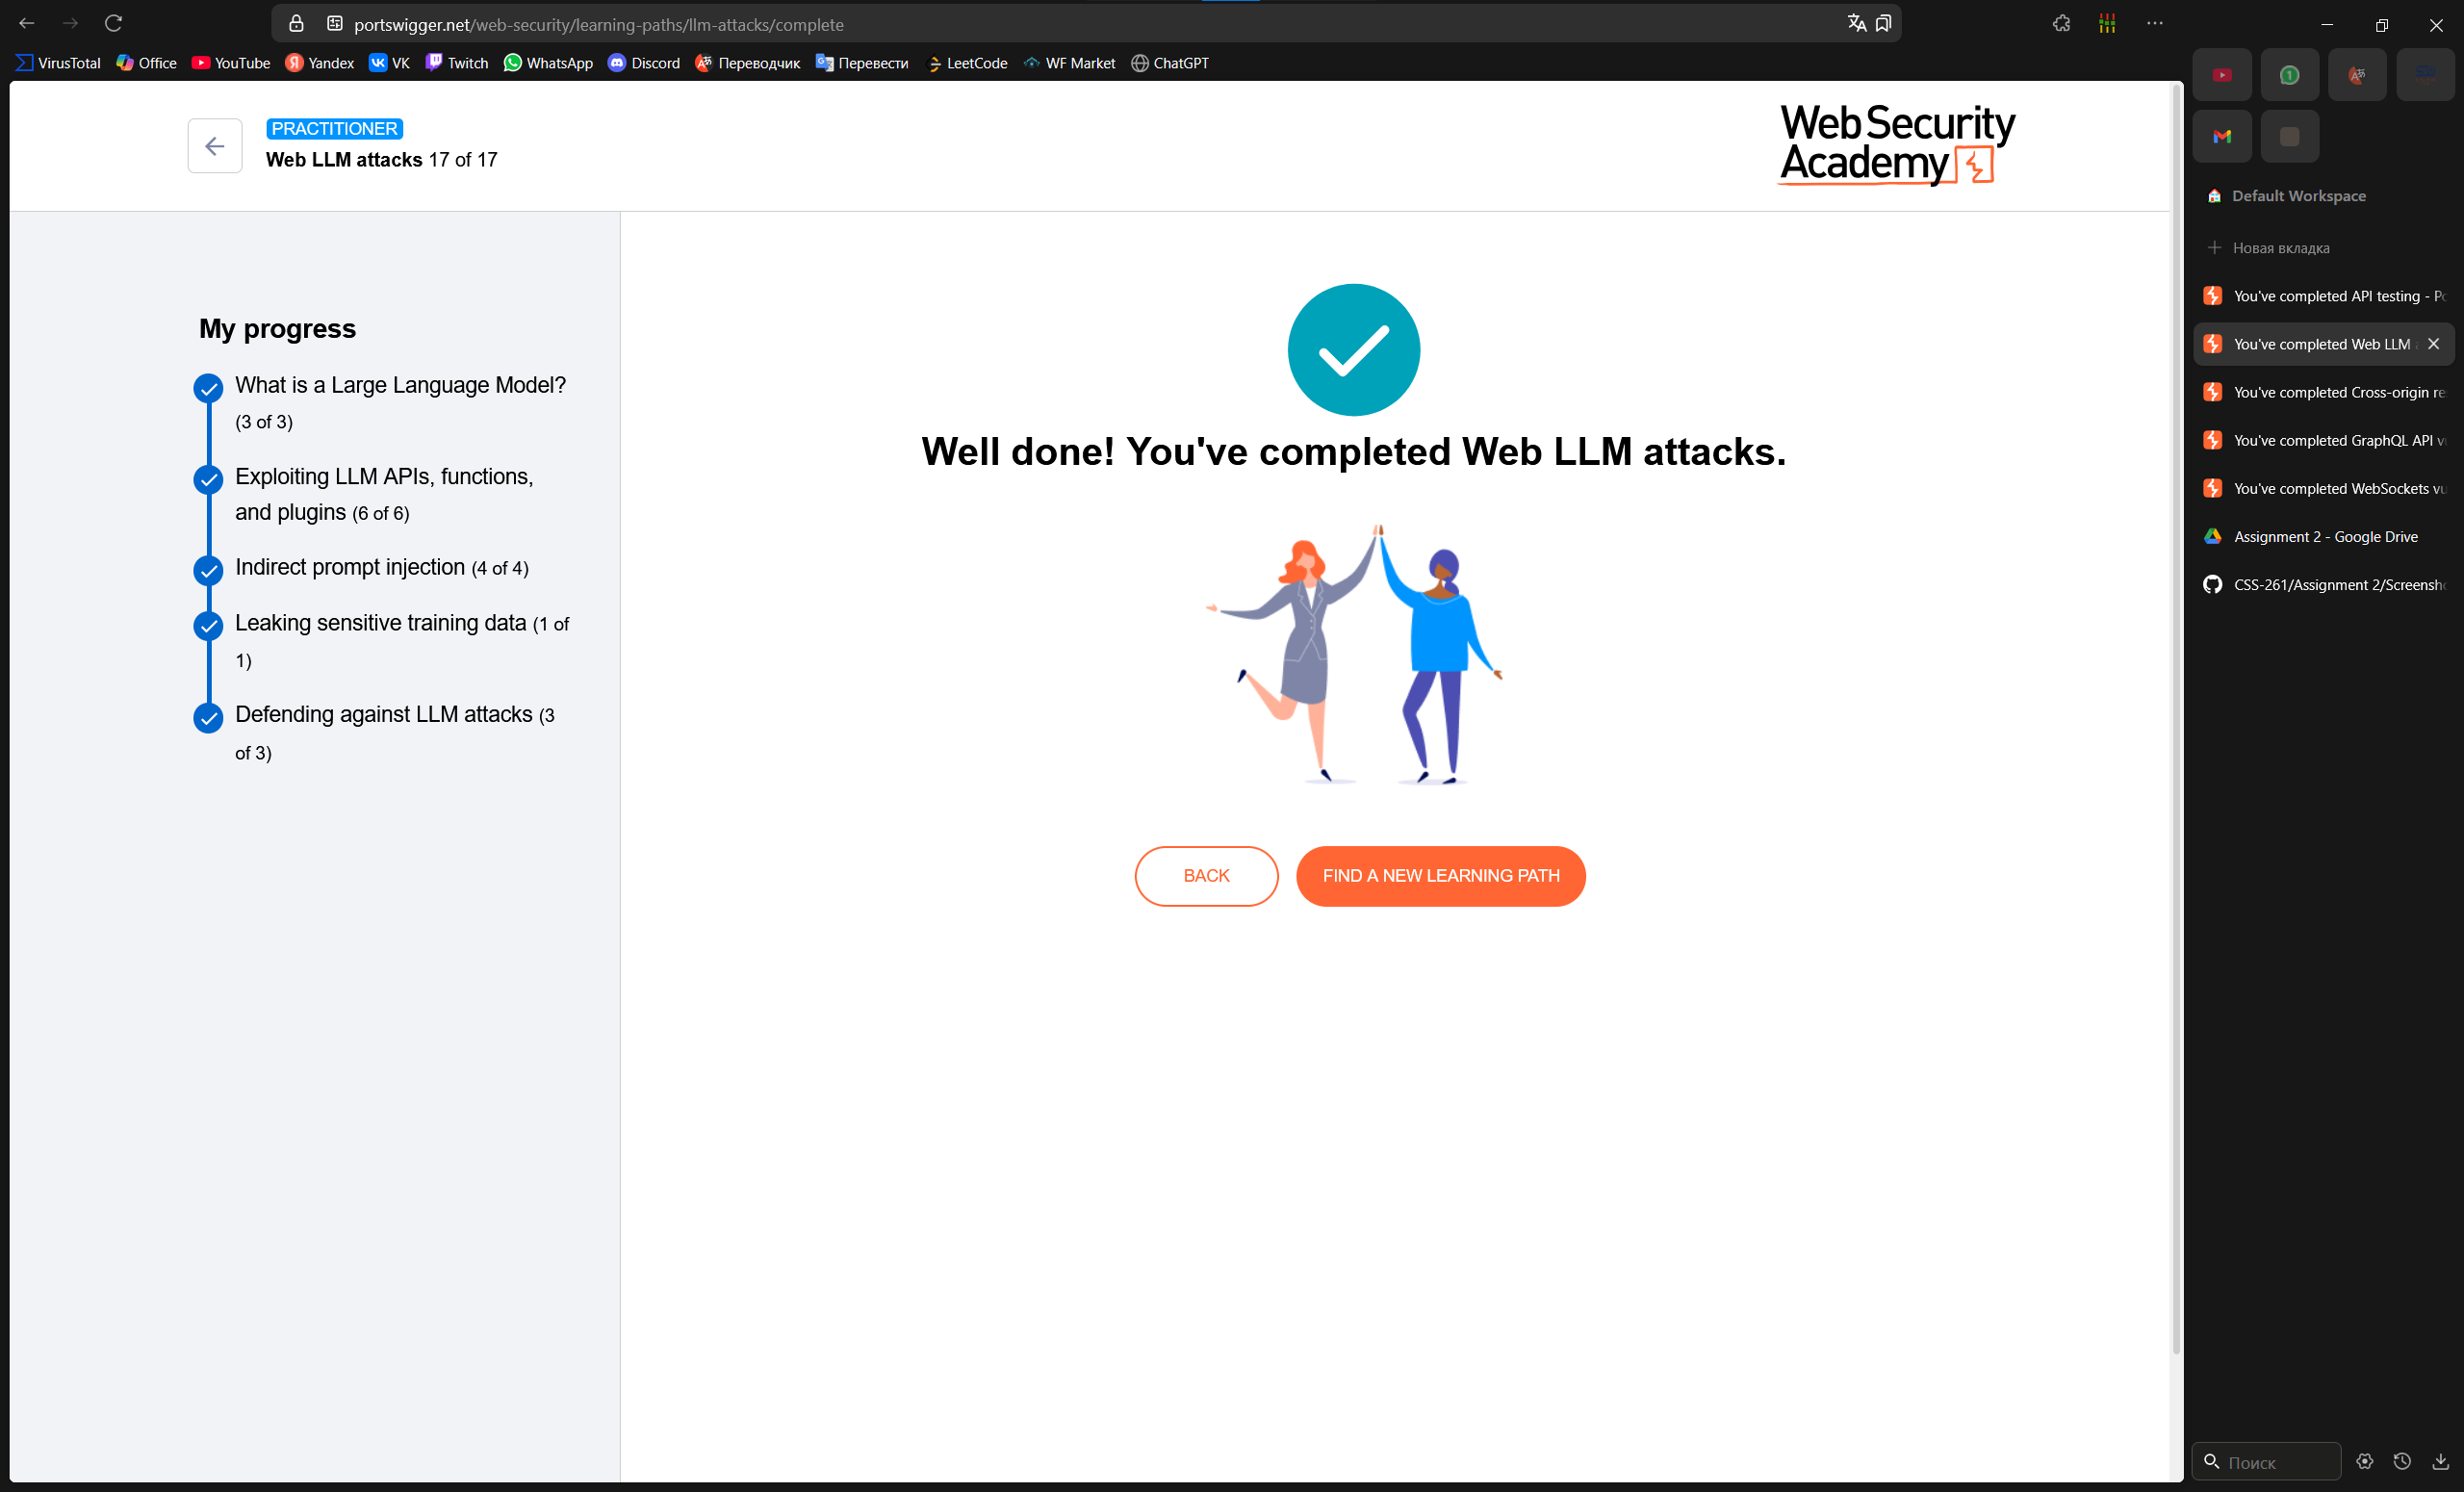 portswigger.net/web-security/learning-paths/llm-attacks/complete
VirusTotal
Office
YouTube
Yandex
VK
Twitch
WhatsApp
Discord
Переводчик
Перевести
LeetCode
WF Market
ChatGPT
PRACTITIONER
Web LLM attacks 17 of 17
Web Security
Academy
My progress
What is a Large Language Model?
(3 of 3)
Exploiting LLM APIs, functions,
and plugins (6 of 6)
Indirect prompt injection (4 of 4)
Leaking sensitive training data (1 of
1)
Defending against LLM attacks (3
of 3)
Well done! You've completed Web LLM attacks.
BACK
FIND A NEW LEARNING PATH
Default Workspace
Новая вкладка
You've completed API testing - Po
You've completed Web LLM
You've completed Cross-origin re
You've completed GraphQL API vu
You've completed WebSockets vu
Assignment 2 - Google Drive
CSS-261/Assignment 2/Screensho
Поиск